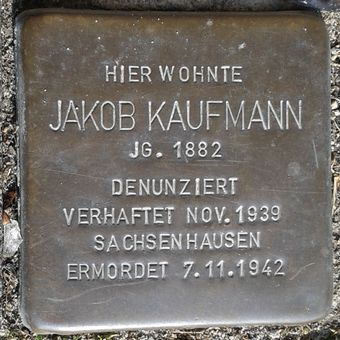 HIER WOHNTE
JAKOB KAUFMANN
JG. 1882
DENUNZIERT
VERHAFTET NOV. 1939
SACHSENHAUSEN
ERMORDET 7.11.1942